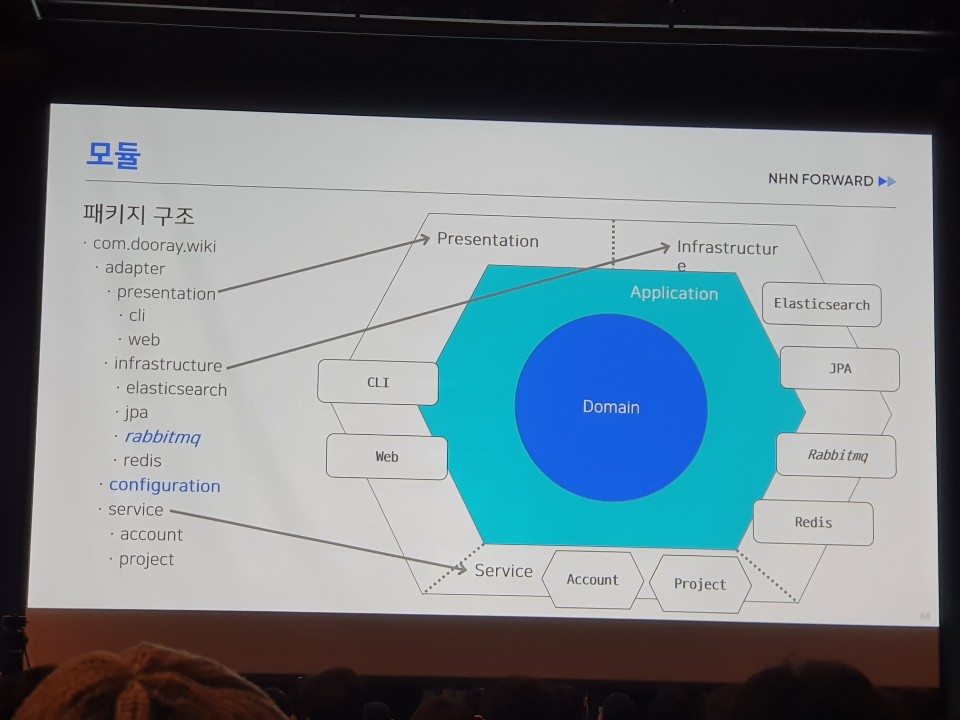 모듈
NHN FORWARD
패키지 구조
· com.dooray.wiki
· adapter
· presentation
· cli
· web
· infrastructure
· elasticsearch
· jpa
· rabbitmq
· redis
· configuration
· service
· account
· project
Presentation
Infrastructur
e
Application
Elasticsearch
JPA
CLI
Domain
Web
Rabbitmq
Redis
Service
Account
Project
68